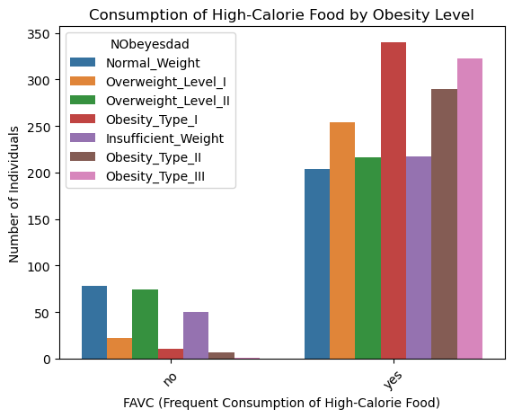 Consumption of High-Calorie Food by Obesity Level
NObeyesdad
Normal_Weight
Overweight_Level_I
Overweight_Level_II
Obesity_Type_I
Insufficient_Weight
Obesity_Type_II
Obesity_Type_III
Number of Individuals
350
300
250
200
150
100
50
0
no
yes
FAVC (Frequent Consumption of High-Calorie Food)